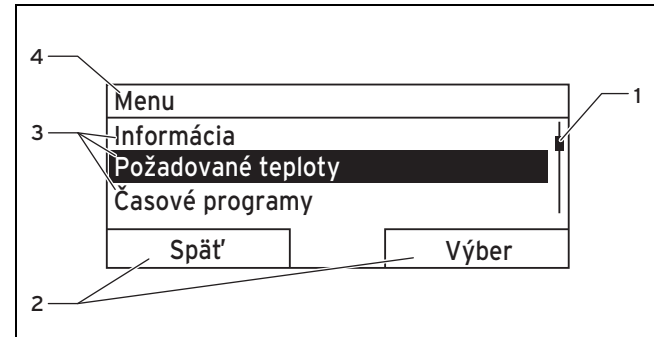 4
Menu
1
3
Informácia
Požadované teploty
Časové programy
Späť
Výber
2